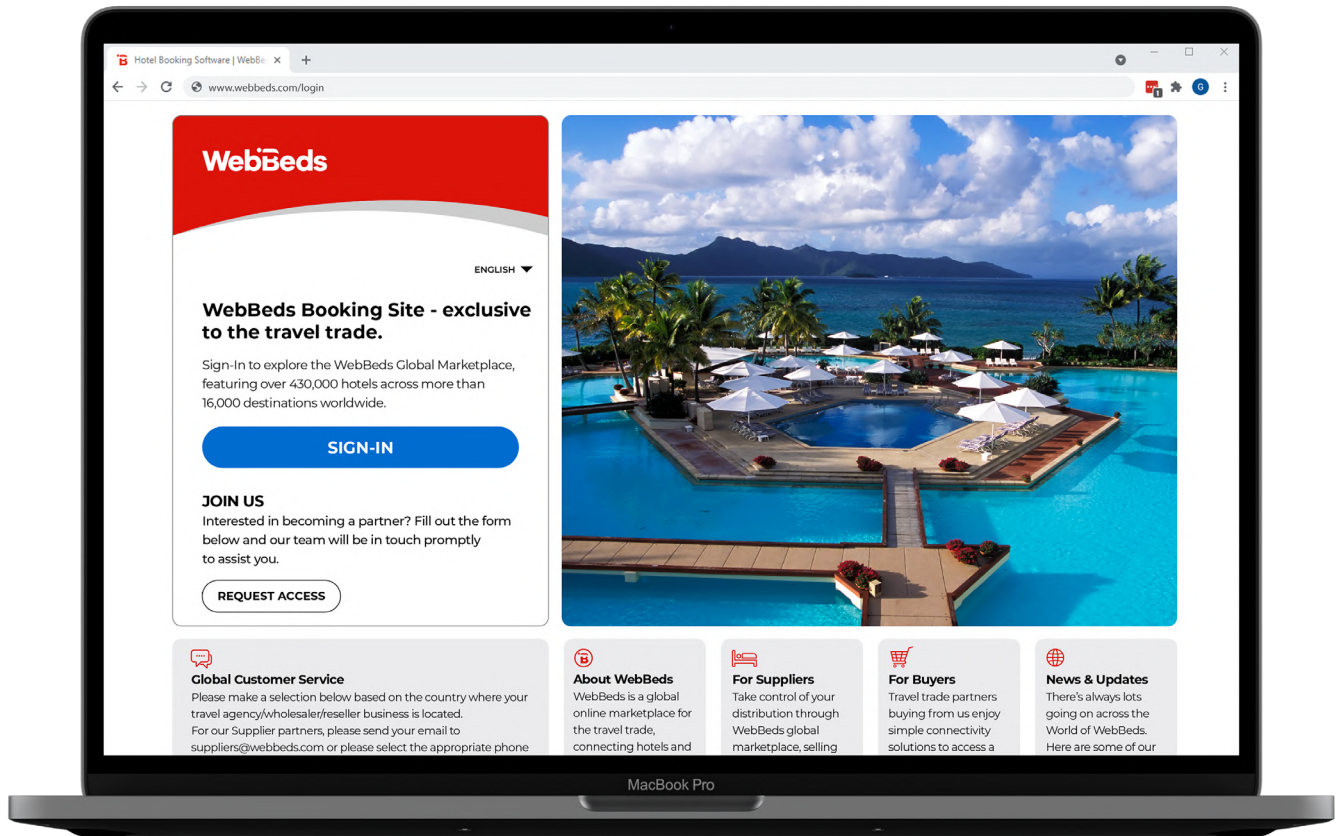 Hotel Booking Software | WebBe
www.webbeds.com/login
1
G
WebBeds
ENGLISH
WebBeds Booking Site - exclusive
to the travel trade.
Sign-In to explore the WebBeds Global Marketplace,
featuring over 430,000 hotels across more than
16,000 destinations worldwide.
SIGN-IN
JOIN US
Interested in becoming a partner? Fill out the form
below and our team will be in touch promptly
to assist you.
REQUEST ACCESS
Global Customer Service
Please make a selection below based on the country where your
travel agency/wholesaler/reseller business is located.
For our Supplier partners, please send your email to
suppliers@webbeds.com or please select the appropriate phone
About WebBeds
WebBeds is a global
online marketplace for
the travel trade,
connecting hotels and
For Suppliers
Take control of your
distribution through
WebBeds global
marketplace, selling
For Buyers
Travel trade partners
buying from us enjoy
simple connectivity
solutions to access a
News & Updates
There's always lots
going on across the
World of WebBeds.
Here are some of our
MacBook Pro